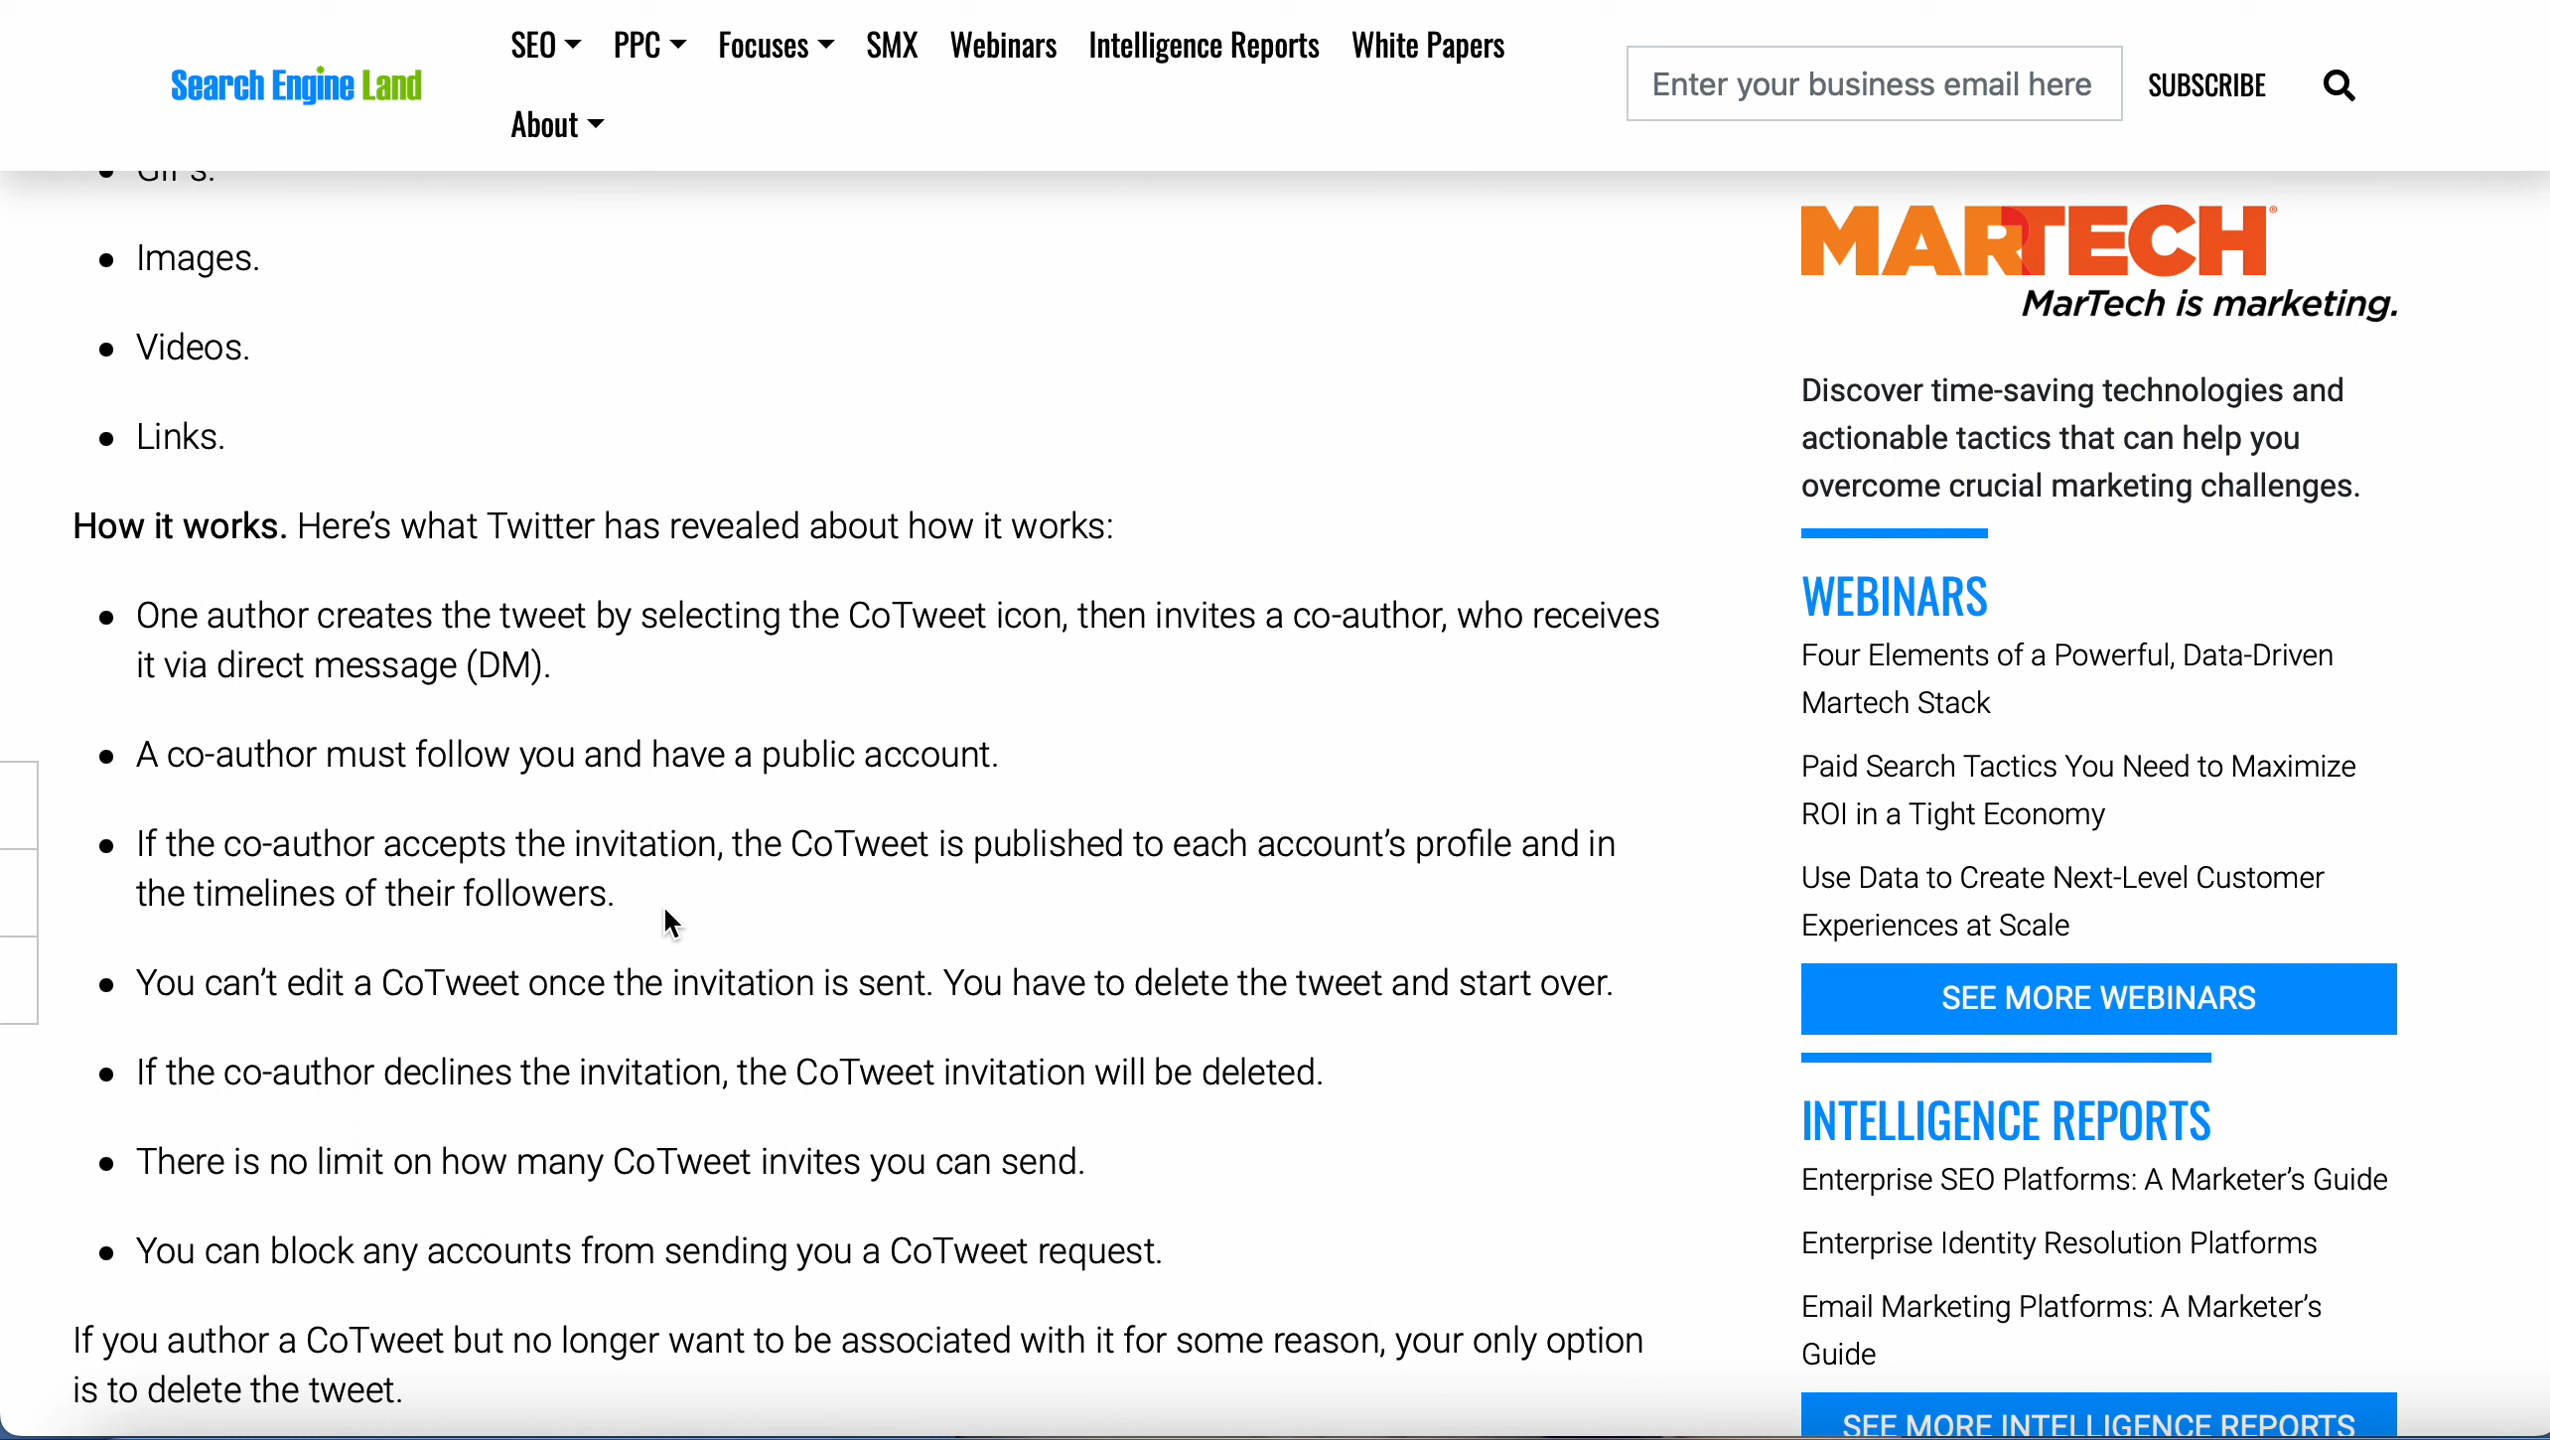 SEO PPC Focuses SMX Webinars Intelligence Reports White Papers
About
Search Engine Land
Enter your business email here SUBSCRIBE
Images.
Videos.
Links.
How it works. Here’s what Twitter has revealed about how it works:
One author creates the tweet by selecting the CoTweet icon, then invites a co-author, who receives
it via direct message (DM).
A co-author must follow you and have a public account.
If the co-author accepts the invitation, the CoTweet is published to each account’s profile and in
the timelines of their followers.
You can’t edit a CoTweet once the invitation is sent. You have to delete the tweet and start over.
If the co-author declines the invitation, the CoTweet invitation will be deleted.
There is no limit on how many CoTweet invites you can send.
You can block any accounts from sending you a CoTweet request.
If you author a CoTweet but no longer want to be associated with it for some reason, your only option
is to delete the tweet.
MARTECH®
MarTech is marketing.
Discover time-saving technologies and
actionable tactics that can help you
overcome crucial marketing challenges.
WEBINARS
Four Elements of a Powerful, Data-Driven
Martech Stack
Paid Search Tactics You Need to Maximize
ROI in a Tight Economy
Use Data to Create Next-Level Customer
Experiences at Scale
SEE MORE WEBINARS
INTELLIGENCE REPORTS
Enterprise SEO Platforms: A Marketer’s Guide
Enterprise Identity Resolution Platforms
Email Marketing Platforms: A Marketer’s
Guide
SEE MORE INTELLIGENCE REPORTS